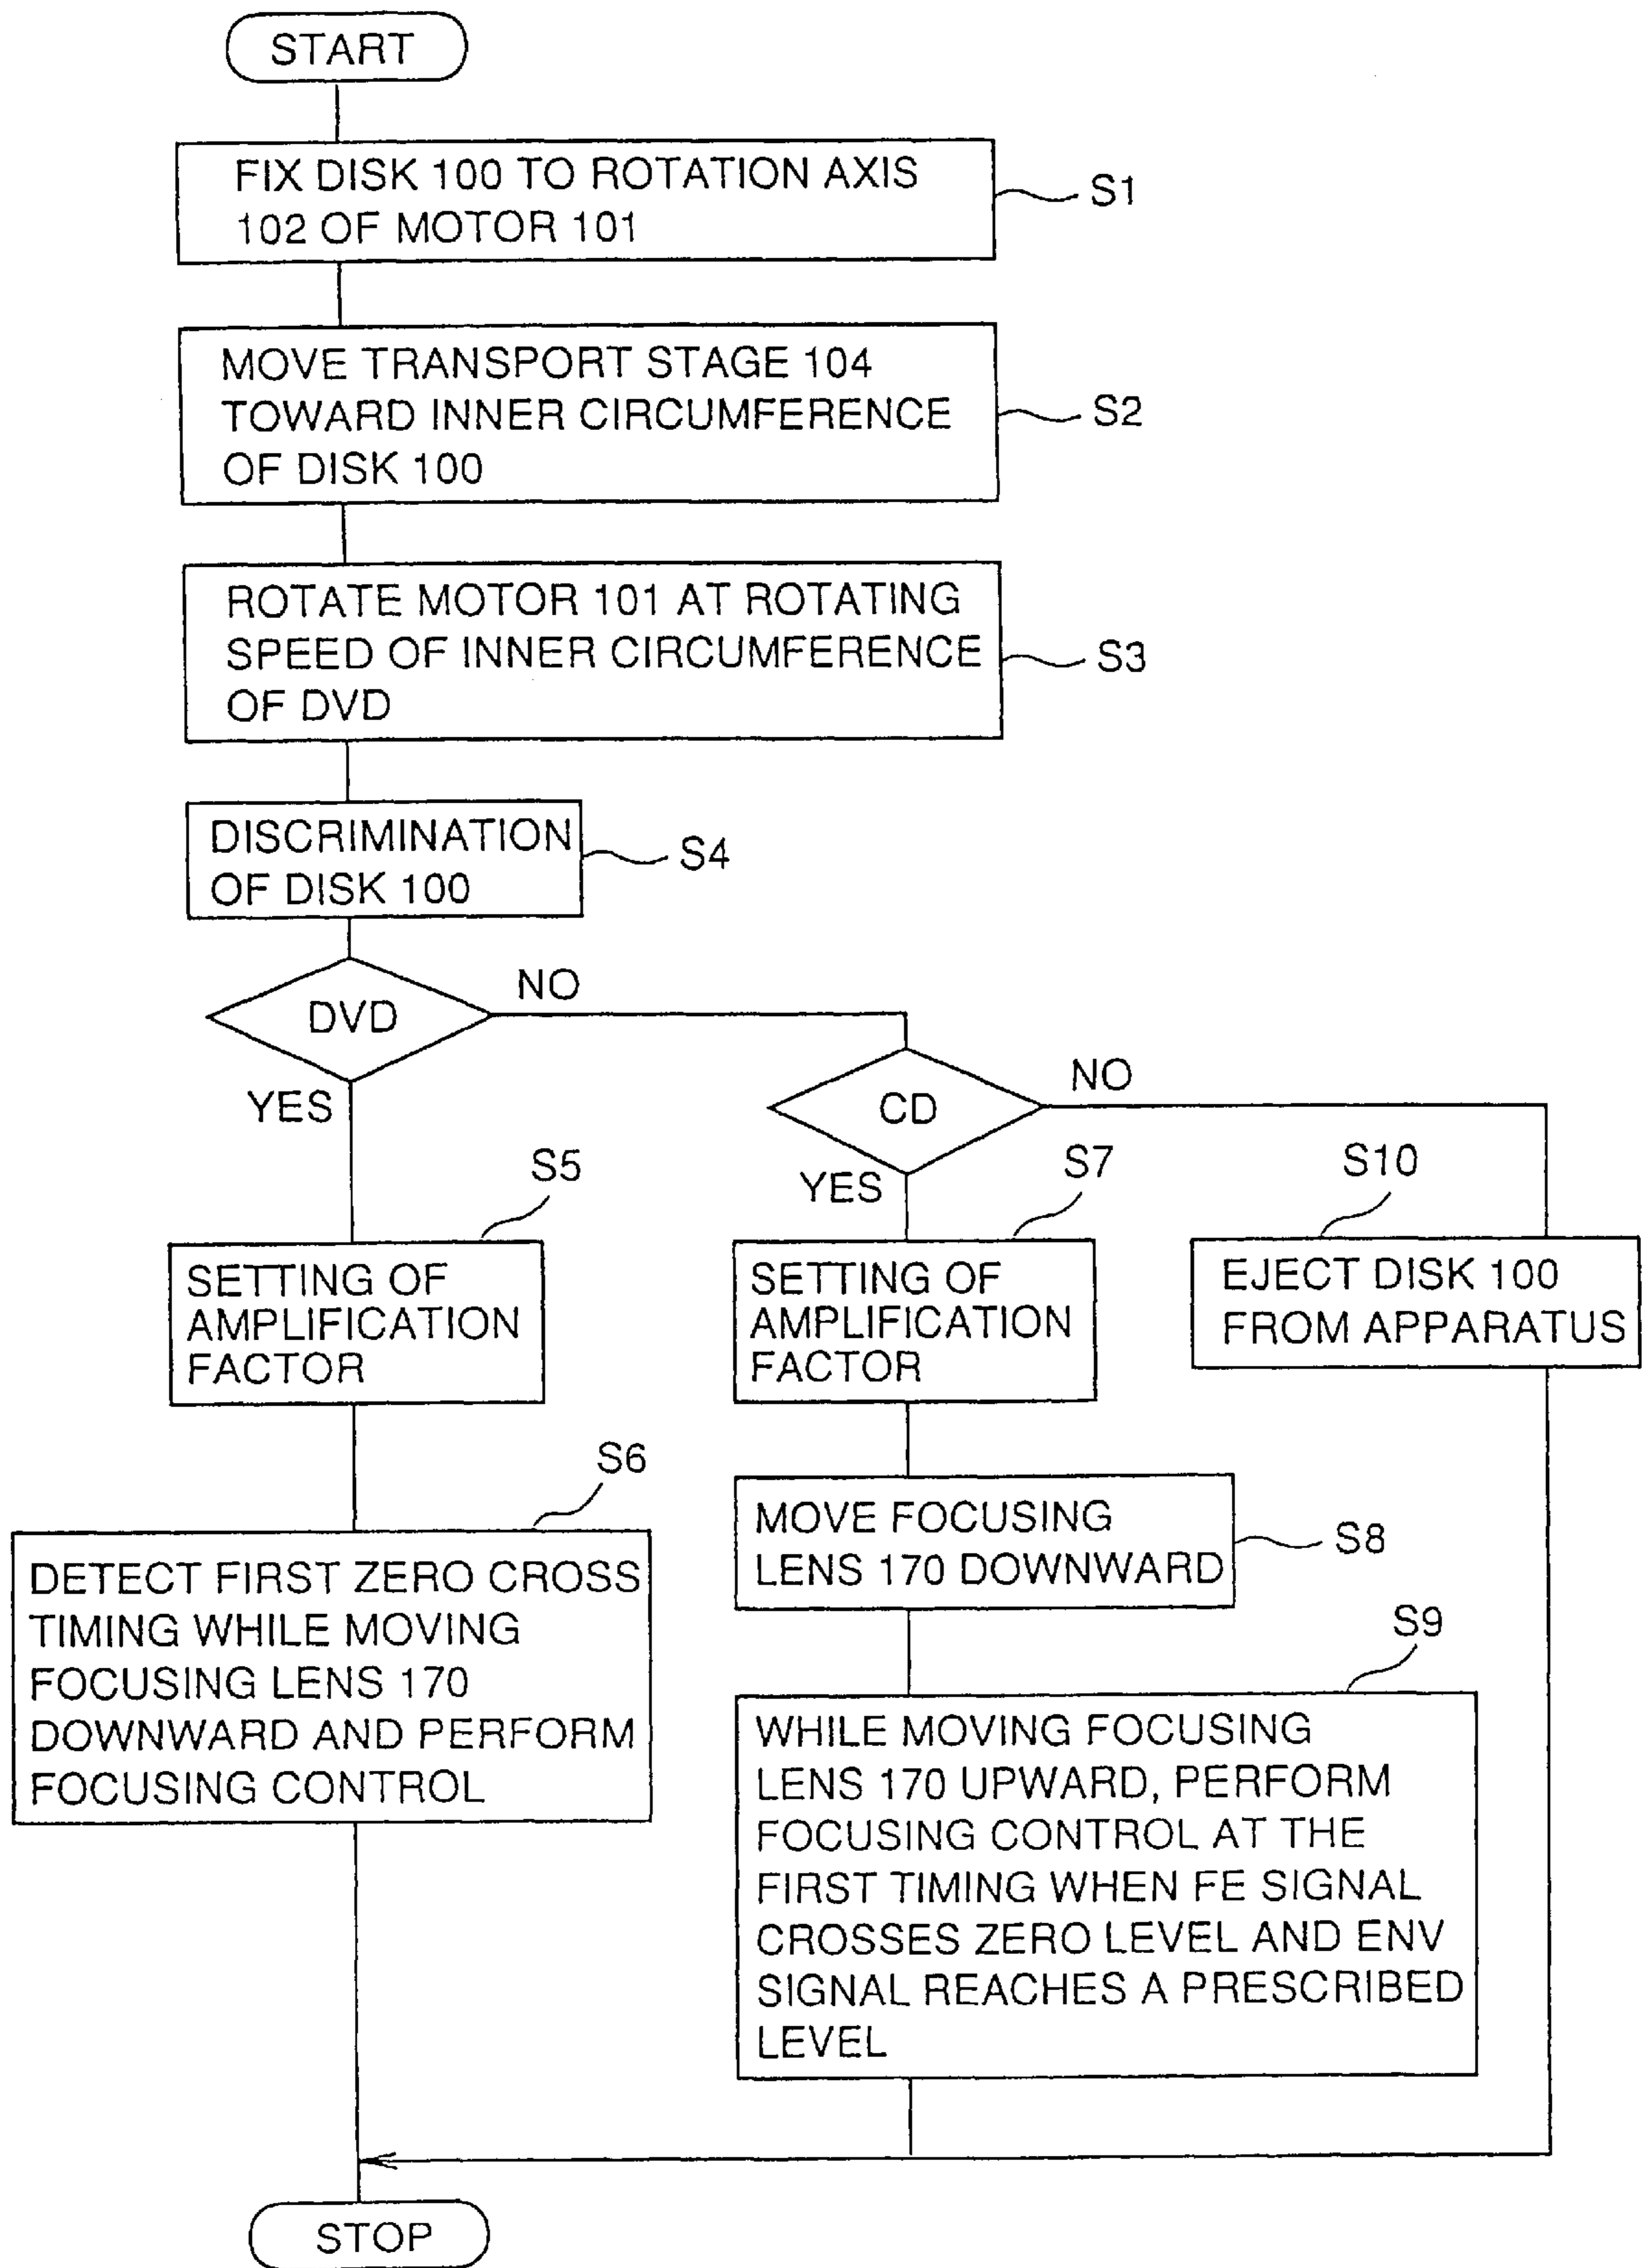 START
FIX DISK 100 TO ROTATION AXIS
102 OF MOTOR 101
S1
MOVE TRANSPORT STAGE 104
TOWARD INNER CIRCUMFERENCE
OF DISK 100
S2
ROTATE MOTOR 101 AT ROTATING
SPEED OF INNER CIRCUMFERENCE
OF DVD
S3
DISCRIMINATION
OF DISK 100
S4
DVD
NO
YES
CD
NO
YES
S5
SETTING OF
AMPLIFICATION
FACTOR
S6
DETECT FIRST ZERO CROSS
TIMING WHILE MOVING
FOCUSING LENS 170
DOWNWARD AND PERFORM
FOCUSING CONTROL
S7
SETTING OF
AMPLIFICATION
FACTOR
MOVE FOCUSING
LENS 170 DOWNWARD
S8
S9
WHILE MOVING FOCUSING
LENS 170 UPWARD, PERFORM
FOCUSING CONTROL AT THE
FIRST TIMING WHEN FE SIGNAL
CROSSES ZERO LEVEL AND ENV
SIGNAL REACHES A PRESCRIBED
LEVEL
S10
EJECT DISK 100
FROM APPARATUS
STOP